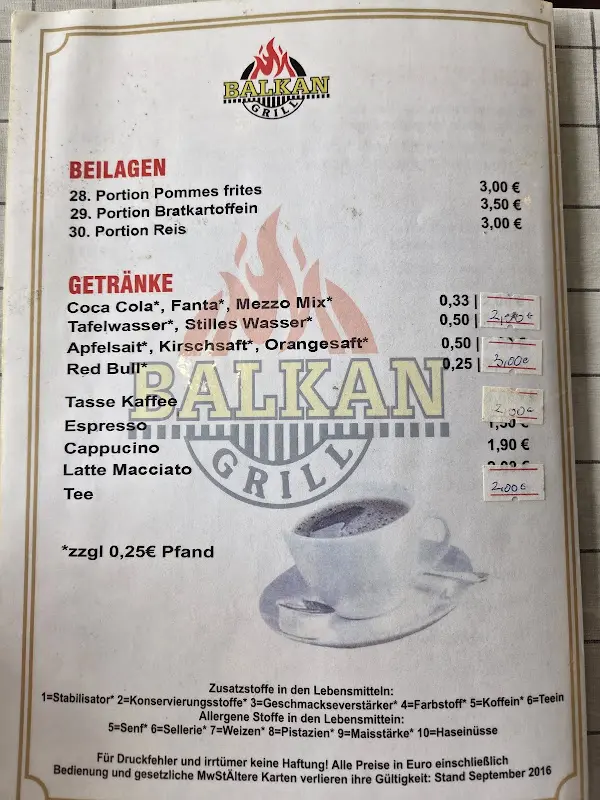 BALKAN
GRILL
BEILAGEN
28. Portion Pommes frites 3,00 €
29. Portion Bratkartoffein 3,50 €
30. Portion Reis 3,00 €
GETRÄNKE
Coca Cola*, Fanta*, Mezzo Mix* 0,33 l
Tafelwasser*, Stilles Wasser* 0,50 l 2,00€
Apfelsait*, Kirschsaft*, Orangesaft* 0,50 l
Red Bull* 0,25 l 3,00€
BALKAN
GRILL
Tasse Kaffee 2,00€
Espresso 1,50 €
Cappucino 1,90 €
Latte Macciato
Tee 2,00€
*zzgl 0,25€ Pfand
Zusatzstoffe in den Lebensmitteln:
1=Stabilisator* 2=Konservierungsstoffe* 3=Geschmackseverstärker* 4=Farbstoff* 5=Koffein* 6=Teein
Allergene Stoffe in den Lebensmitteln:
5=Senf* 6=Sellerie* 7=Weizen* 8=Pistazien* 9=Maisstärke* 10=Haseinüsse
Für Druckfehler und irrtümer keine Haftung! Alle Preise in Euro einschließlich
Bedienung und gesetzliche MwStÄltere Karten verlieren ihre Gültigkeit: Stand September 2016